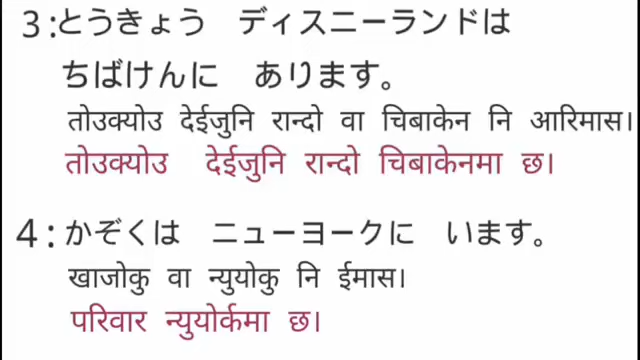 3:とうきょう ディスニーランドは
ちばけんに あります。
तोउक्योउ देईजुनि रान्दो वा चिबाकेन नि आरिमास।
तोउक्योउ देईजुनि रान्दो चिबाकेनमा छ।
4:かぞくは ニューヨークに います。
खाजोकु वा न्युयोकु नि ईमास।
परिवार न्युयोर्कमा छ।